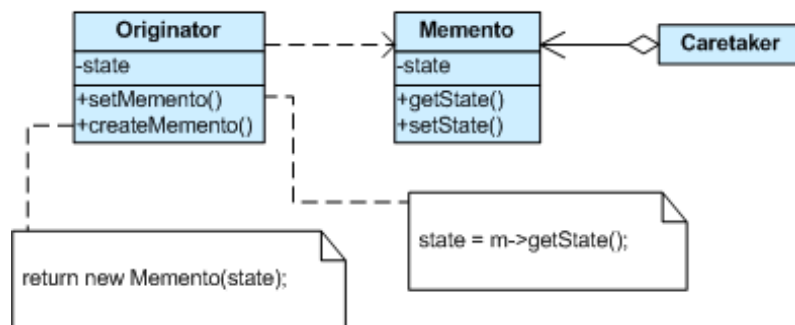 Originator
-state
+setMemento()
+createMemento()
Memento
-state
+getState()
+setState()
Caretaker
state = m->getState();
return new Memento(state);